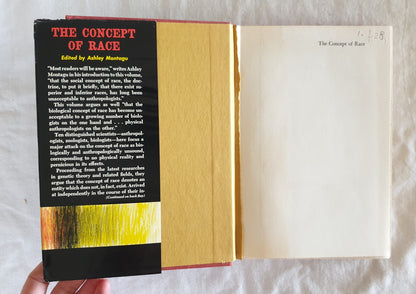 THE CONCEPT
OF RACE
Edited by Ashley Montagu
"Most readers will be aware," writes Ashley
Montagu in his introduction to this volume,
"that the social concept of race, the doc-
trine, to put it briefly, that there exist su-
perior and inferior races, has long been
unacceptable to anthropologists."
This volume argues as well "that the
biological concept of race has become un-
acceptable to a growing number of biolo-
gists on the one hand and . . . physical
anthropologists on the other."
Ten distinguished scientists—anthropol-
ogists, zoologists, biologists—here focus a
major attack on the concept of race as bio-
logically and anthropologically unsound,
corresponding to no physical reality and
pernicious in its effects.
Proceeding from the latest researches
in genetic theory and related fields, they
argue that the concept of race denotes an
entity which does not, in fact, exist. Arrived
at independently in the course of their in-
(Continued on back flap)
The Concept of Race